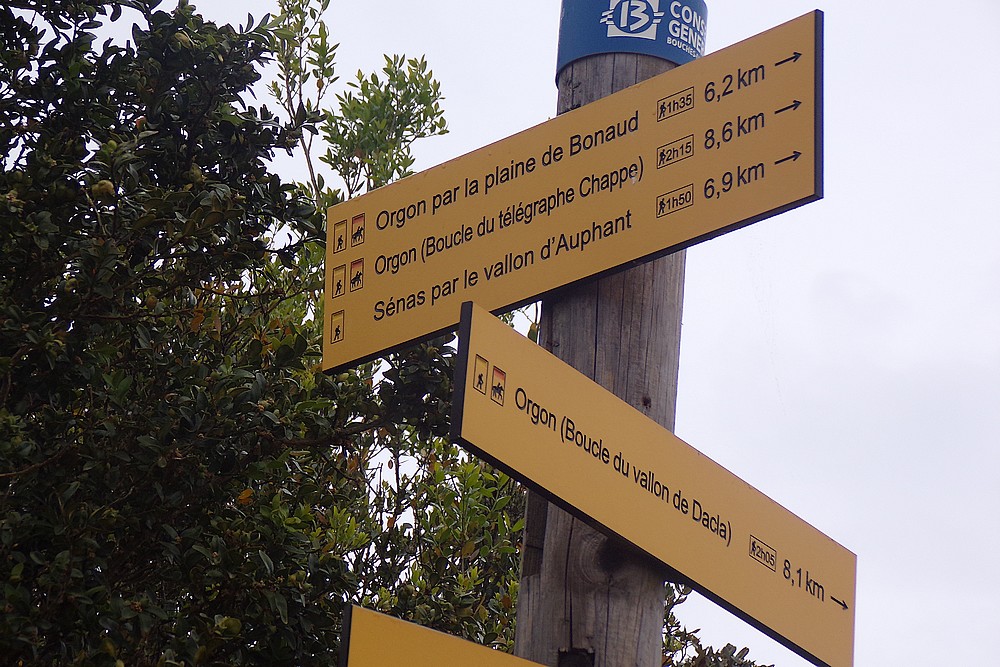 13 CONS
GENE
BOUCHES
Orgon par la plaine de Bonaud 1h35 6,2 km →
Orgon (Boucle du télégraphe Chappe) 2h15 8,6 km →
Sénas par le vallon d'Auphant 1h50 6,9 km →
Orgon (Boucle du vallon de Dacla) 2h05 8,1 km →